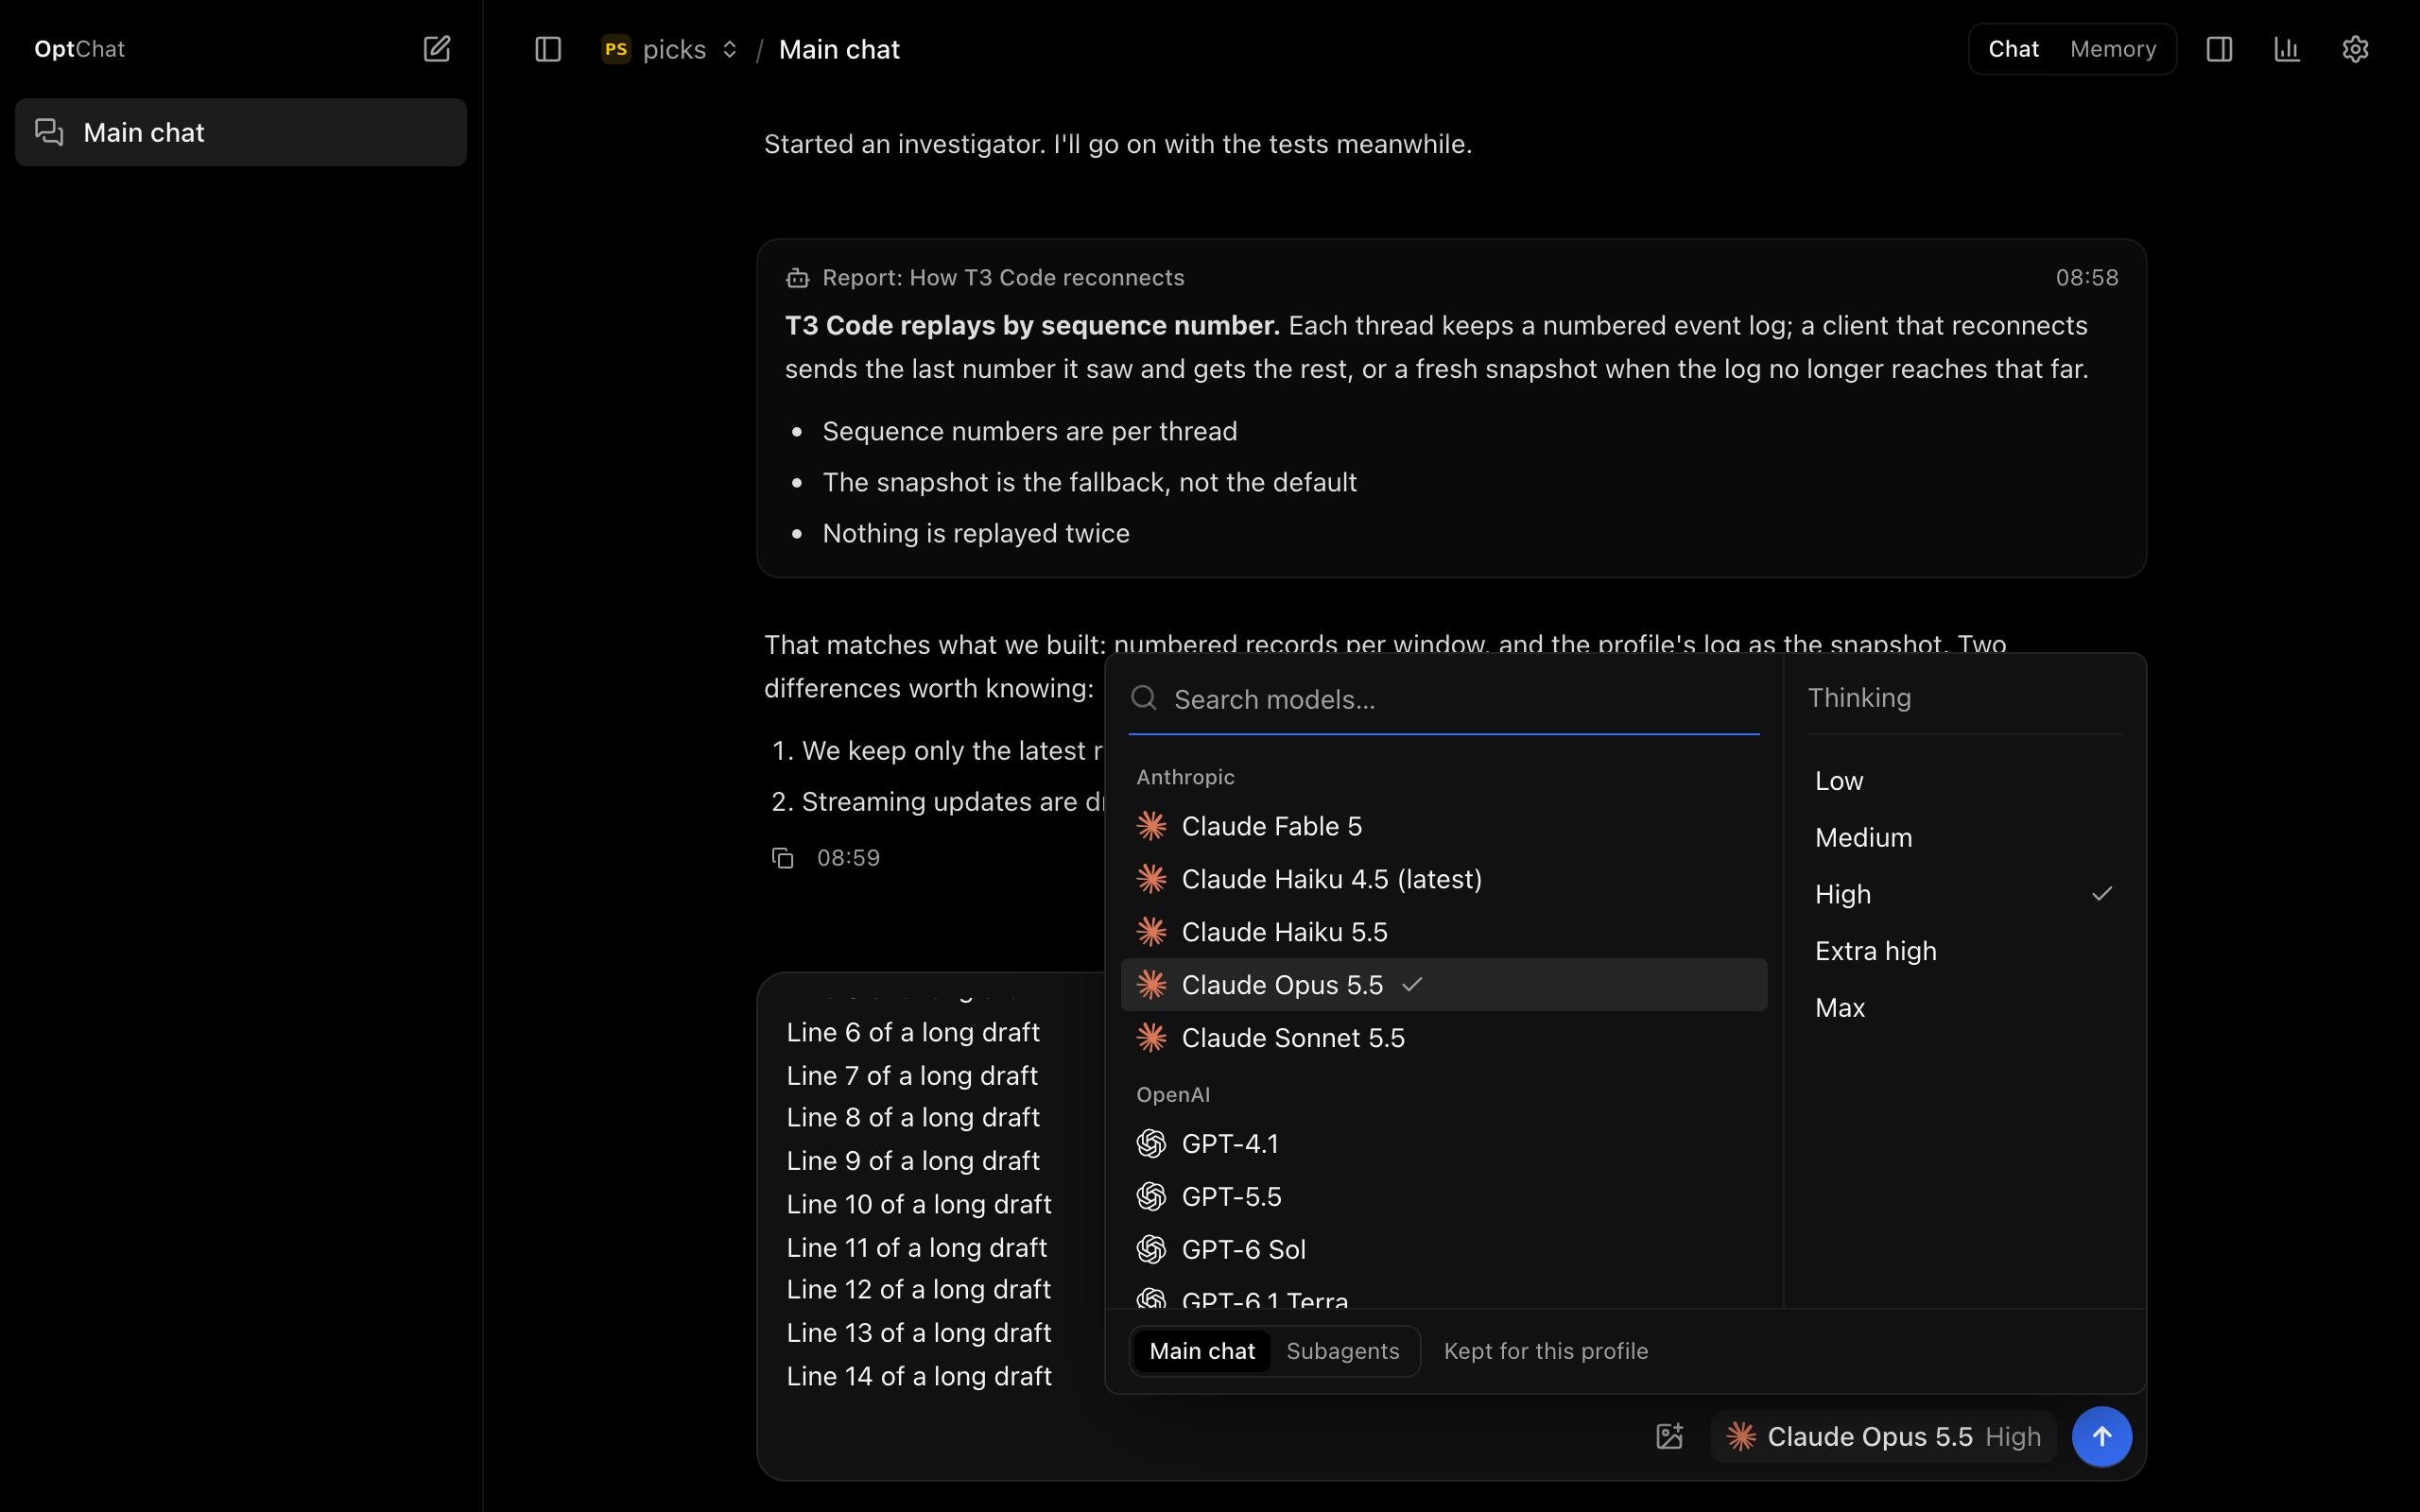 OptChat
PS picks / Main chat
Chat Memory
Main chat
Started an investigator. I'll go on with the tests meanwhile.
Report: How T3 Code reconnects 08:58
T3 Code replays by sequence number. Each thread keeps a numbered event log; a client that reconnects
sends the last number it saw and gets the rest, or a fresh snapshot when the log no longer reaches that far.
• Sequence numbers are per thread
• The snapshot is the fallback, not the default
• Nothing is replayed twice
That matches what we built: numbered records per window, and the profile's log as the snapshot. Two
differences worth knowing:
1. We keep only the latest
2. Streaming updates are
08:59
Line 6 of a long draft
Line 7 of a long draft
Line 8 of a long draft
Line 9 of a long draft
Line 10 of a long draft
Line 11 of a long draft
Line 12 of a long draft
Line 13 of a long draft
Line 14 of a long draft
Search models...
Anthropic
Claude Fable 5
Claude Haiku 4.5 (latest)
Claude Haiku 5.5
Claude Opus 5.5
Claude Sonnet 5.5
OpenAI
GPT-4.1
GPT-5.5
GPT-6 Sol
GPT-6.1 Terra
Thinking
Low
Medium
High
Extra high
Max
Main chat Subagents Kept for this profile
Claude Opus 5.5 High